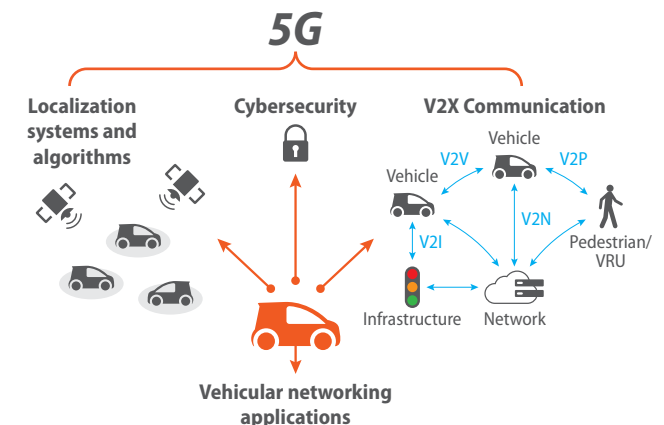 5G
Localization
systems and
algorithms
Cybersecurity
V2X Communication
Vehicle
V2V
V2P
Vehicle
V2N
V2I
Pedestrian/
VRU
Infrastructure
Network
Vehicular networking
applications